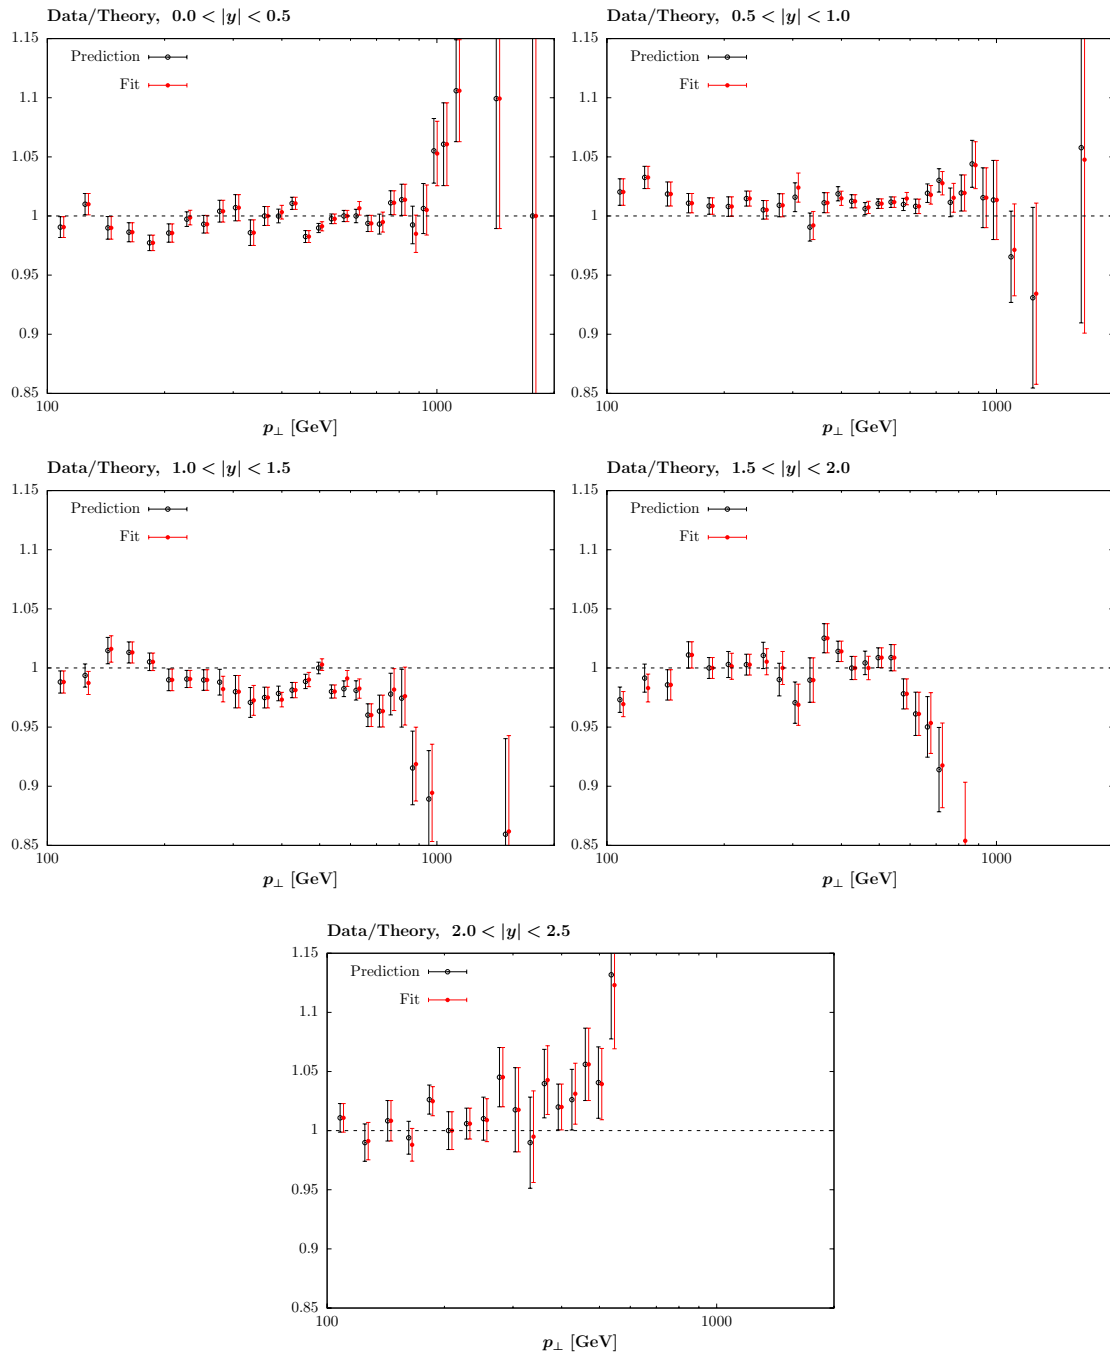 Data/Theory, 0.0 < |y| < 0.5
1.15
1.1
1.05
1
0.95
0.9
0.85
Prediction
Fit
100
1000
p⊥ [GeV]
Data/Theory, 0.5 < |y| < 1.0
1.15
1.1
1.05
1
0.95
0.9
0.85
Prediction
Fit
100
1000
p⊥ [GeV]
Data/Theory, 1.0 < |y| < 1.5
1.15
1.1
1.05
1
0.95
0.9
0.85
Prediction
Fit
100
1000
p⊥ [GeV]
Data/Theory, 1.5 < |y| < 2.0
1.15
1.1
1.05
1
0.95
0.9
0.85
Prediction
Fit
100
1000
p⊥ [GeV]
Data/Theory, 2.0 < |y| < 2.5
1.15
1.1
1.05
1
0.95
0.9
0.85
Prediction
Fit
100
1000
p⊥ [GeV]